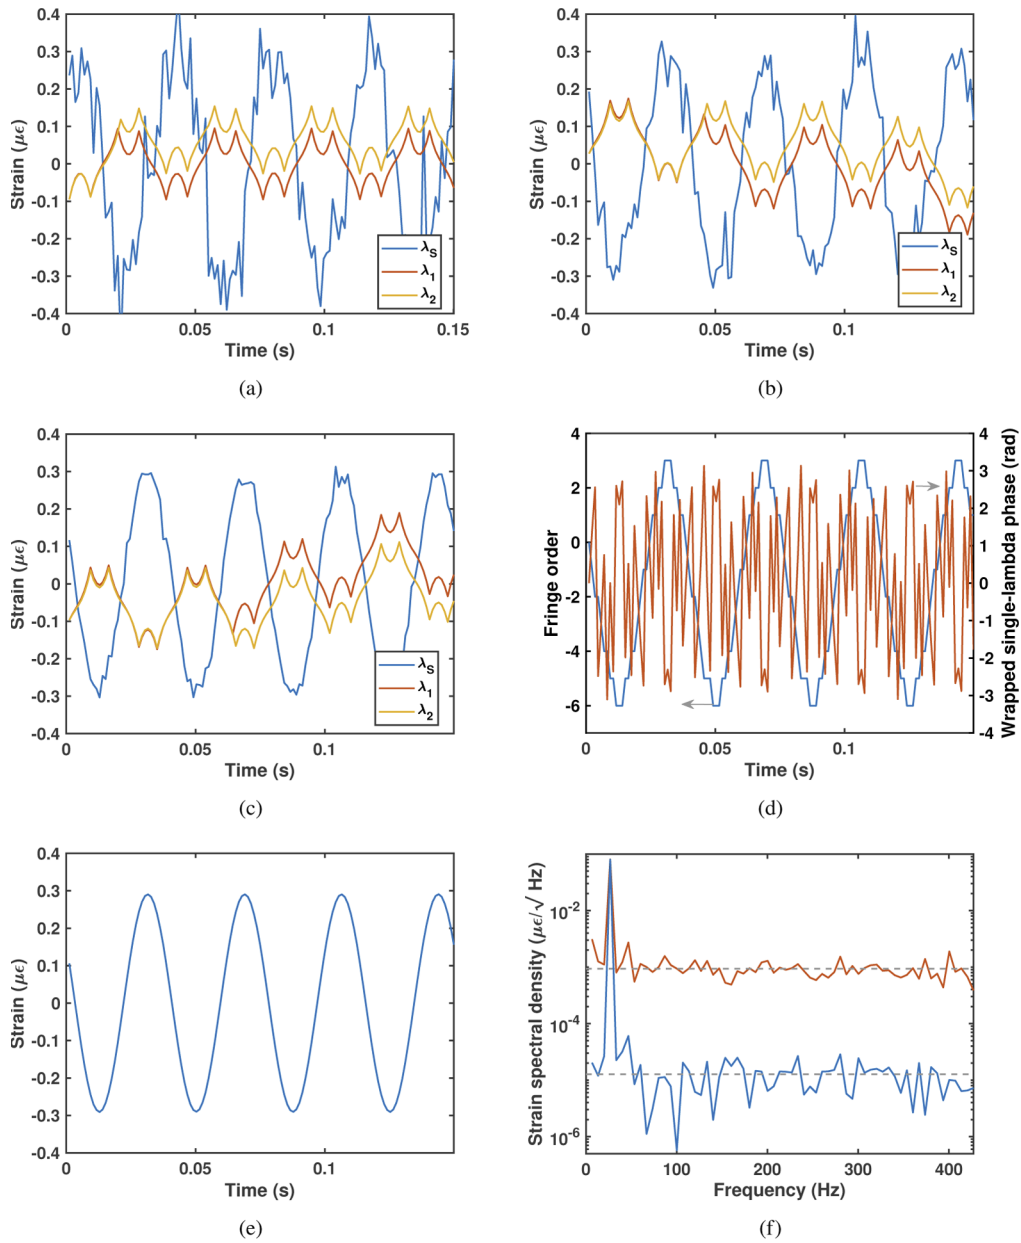 0.4
0.3
0.2
0.1
0
-0.1
-0.2
-0.3
-0.4
Strain (με)
0 0.05 0.1 0.15
Time (s)
λS
λ1
λ2
(a)
0.4
0.3
0.2
0.1
0
-0.1
-0.2
-0.3
-0.4
Strain (με)
0 0.05 0.1
Time (s)
λS
λ1
λ2
(b)
0.4
0.3
0.2
0.1
0
-0.1
-0.2
-0.3
-0.4
Strain (με)
0 0.05 0.1
Time (s)
λS
λ1
λ2
(c)
4
2
0
-2
-4
-6
Fringe order
4
3
2
1
0
-1
-2
-3
-4
Wrapped single-lambda phase (rad)
0 0.05 0.1
Time (s)
(d)
0.4
0.3
0.2
0.1
0
-0.1
-0.2
-0.3
-0.4
Strain (με)
0 0.05 0.1
Time (s)
(e)
10-2
10-4
10-6
Strain spectral density (με/√ Hz)
0 100 200 300 400
Frequency (Hz)
(f)